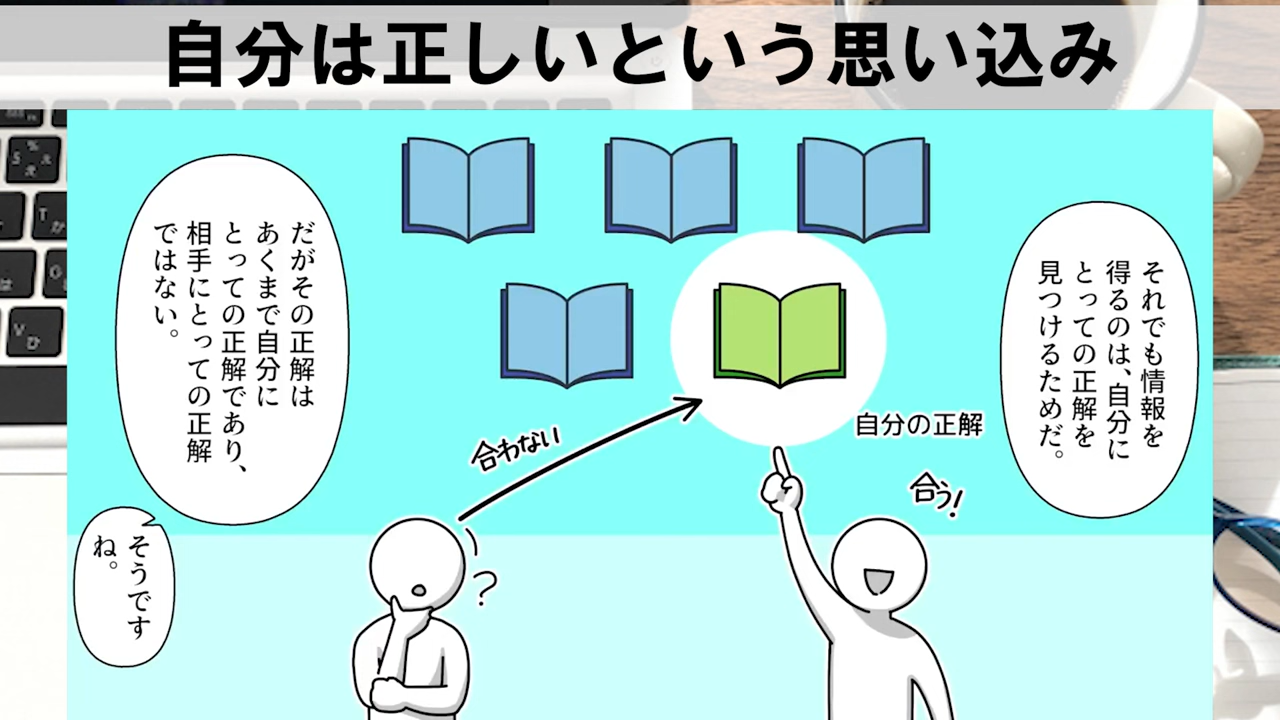 自分は正しいという思い込み
それでも情報を
得るのは、自分に
とっての正解を
見つけるためだ。
自分の正解
合う!
合わない
?
だがその正解は
あくまで自分に
とっての正解であり、
相手にとっての正解
ではない。
そうです
ね。